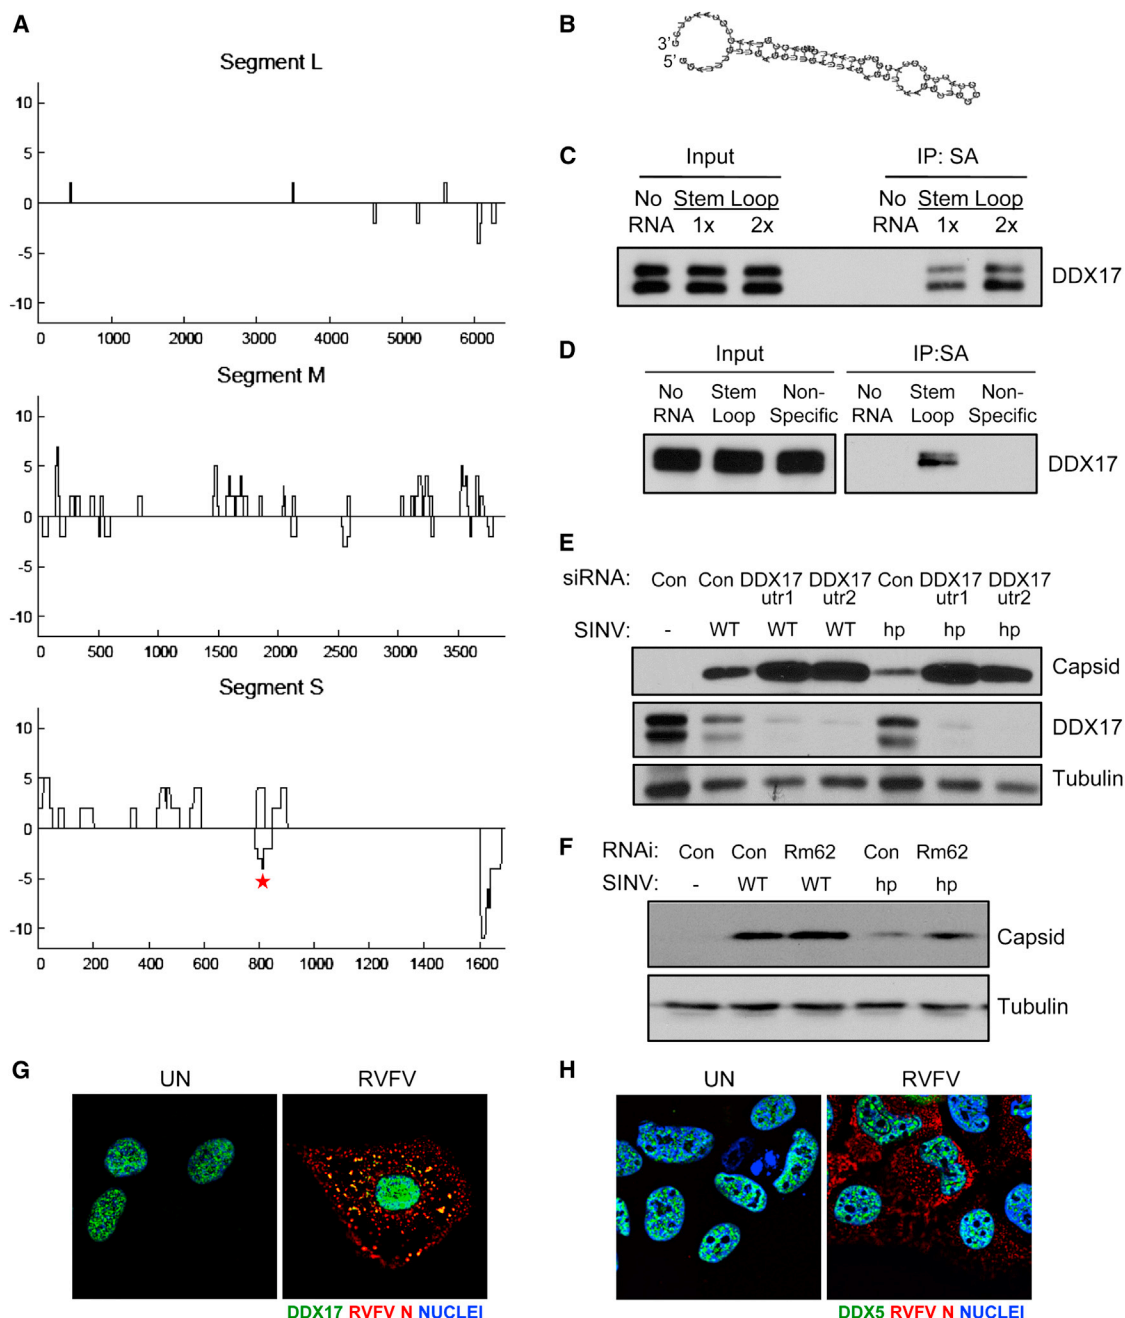 A
Segment L
10
5
0
-5
-10
0 1000 2000 3000 4000 5000 6000
Segment M
10
5
0
-5
-10
0 500 1000 1500 2000 2500 3000 3500
Segment S
10
5
0
-5
-10
0 200 400 600 800 1000 1200 1400 1600
B
3'
5'
C
Input IP: SA
No Stem Loop No Stem Loop
RNA 1x 2x RNA 1x 2x
DDX17
D
Input IP:SA
No Stem Non- No Stem Non-
RNA Loop Specific RNA Loop Specific
DDX17
E
siRNA: Con Con DDX17 DDX17 Con DDX17 DDX17
utr1 utr2 utr1 utr2
SINV: - WT WT WT hp hp hp
Capsid
DDX17
Tubulin
F
RNAi: Con Con Rm62 Con Rm62
SINV: - WT WT hp hp
Capsid
Tubulin
G
UN RVFV
DDX17 RVFV N NUCLEI
H
UN RVFV
DDX5 RVFV N NUCLEI